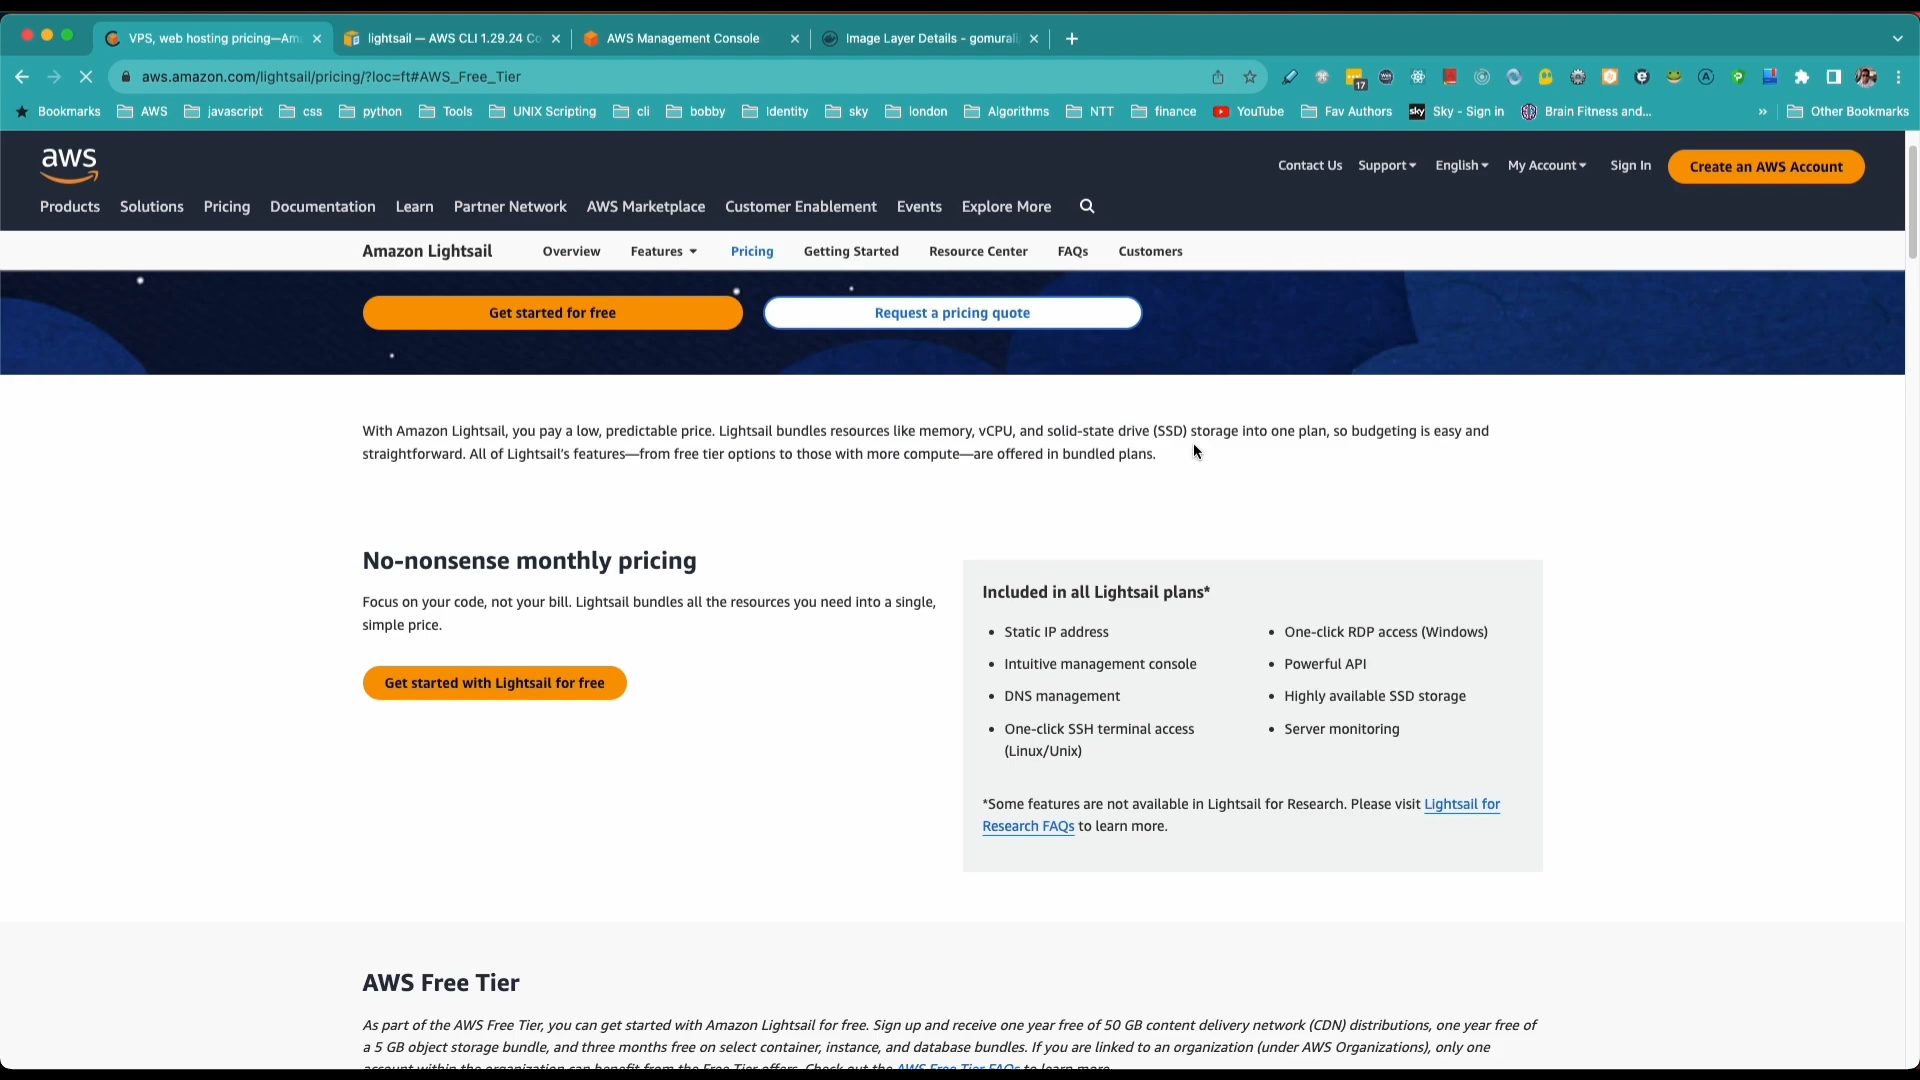 VPS, web hosting pricing—Am
lightsail — AWS CLI 1.29.24 Co
AWS Management Console
Image Layer Details - gomurali
aws.amazon.com/lightsail/pricing/?loc=ft#AWS_Free_Tier
17
Bookmarks AWS javascript css python Tools UNIX Scripting cli bobby Identity sky london Algorithms NTT finance YouTube Fav Authors sky Sky - Sign in Brain Fitness and... » Other Bookmarks
aws
Contact Us Support English My Account Sign In Create an AWS Account
Products Solutions Pricing Documentation Learn Partner Network AWS Marketplace Customer Enablement Events Explore More
Amazon Lightsail Overview Features Pricing Getting Started Resource Center FAQs Customers
Get started for free Request a pricing quote
With Amazon Lightsail, you pay a low, predictable price. Lightsail bundles resources like memory, vCPU, and solid-state drive (SSD) storage into one plan, so budgeting is easy and
straightforward. All of Lightsail's features—from free tier options to those with more compute—are offered in bundled plans.
No-nonsense monthly pricing
Focus on your code, not your bill. Lightsail bundles all the resources you need into a single,
simple price.
Get started with Lightsail for free
Included in all Lightsail plans*
• Static IP address
• Intuitive management console
• DNS management
• One-click SSH terminal access
(Linux/Unix)
• One-click RDP access (Windows)
• Powerful API
• Highly available SSD storage
• Server monitoring
*Some features are not available in Lightsail for Research. Please visit Lightsail for
Research FAQs to learn more.
AWS Free Tier
As part of the AWS Free Tier, you can get started with Amazon Lightsail for free. Sign up and receive one year free of 50 GB content delivery network (CDN) distributions, one year free of
a 5 GB object storage bundle, and three months free on select container, instance, and database bundles. If you are linked to an organization (under AWS Organizations), only one
account within the organization can benefit from the Free Tier offers. Check out the AWS Free Tier FAQs to learn more.